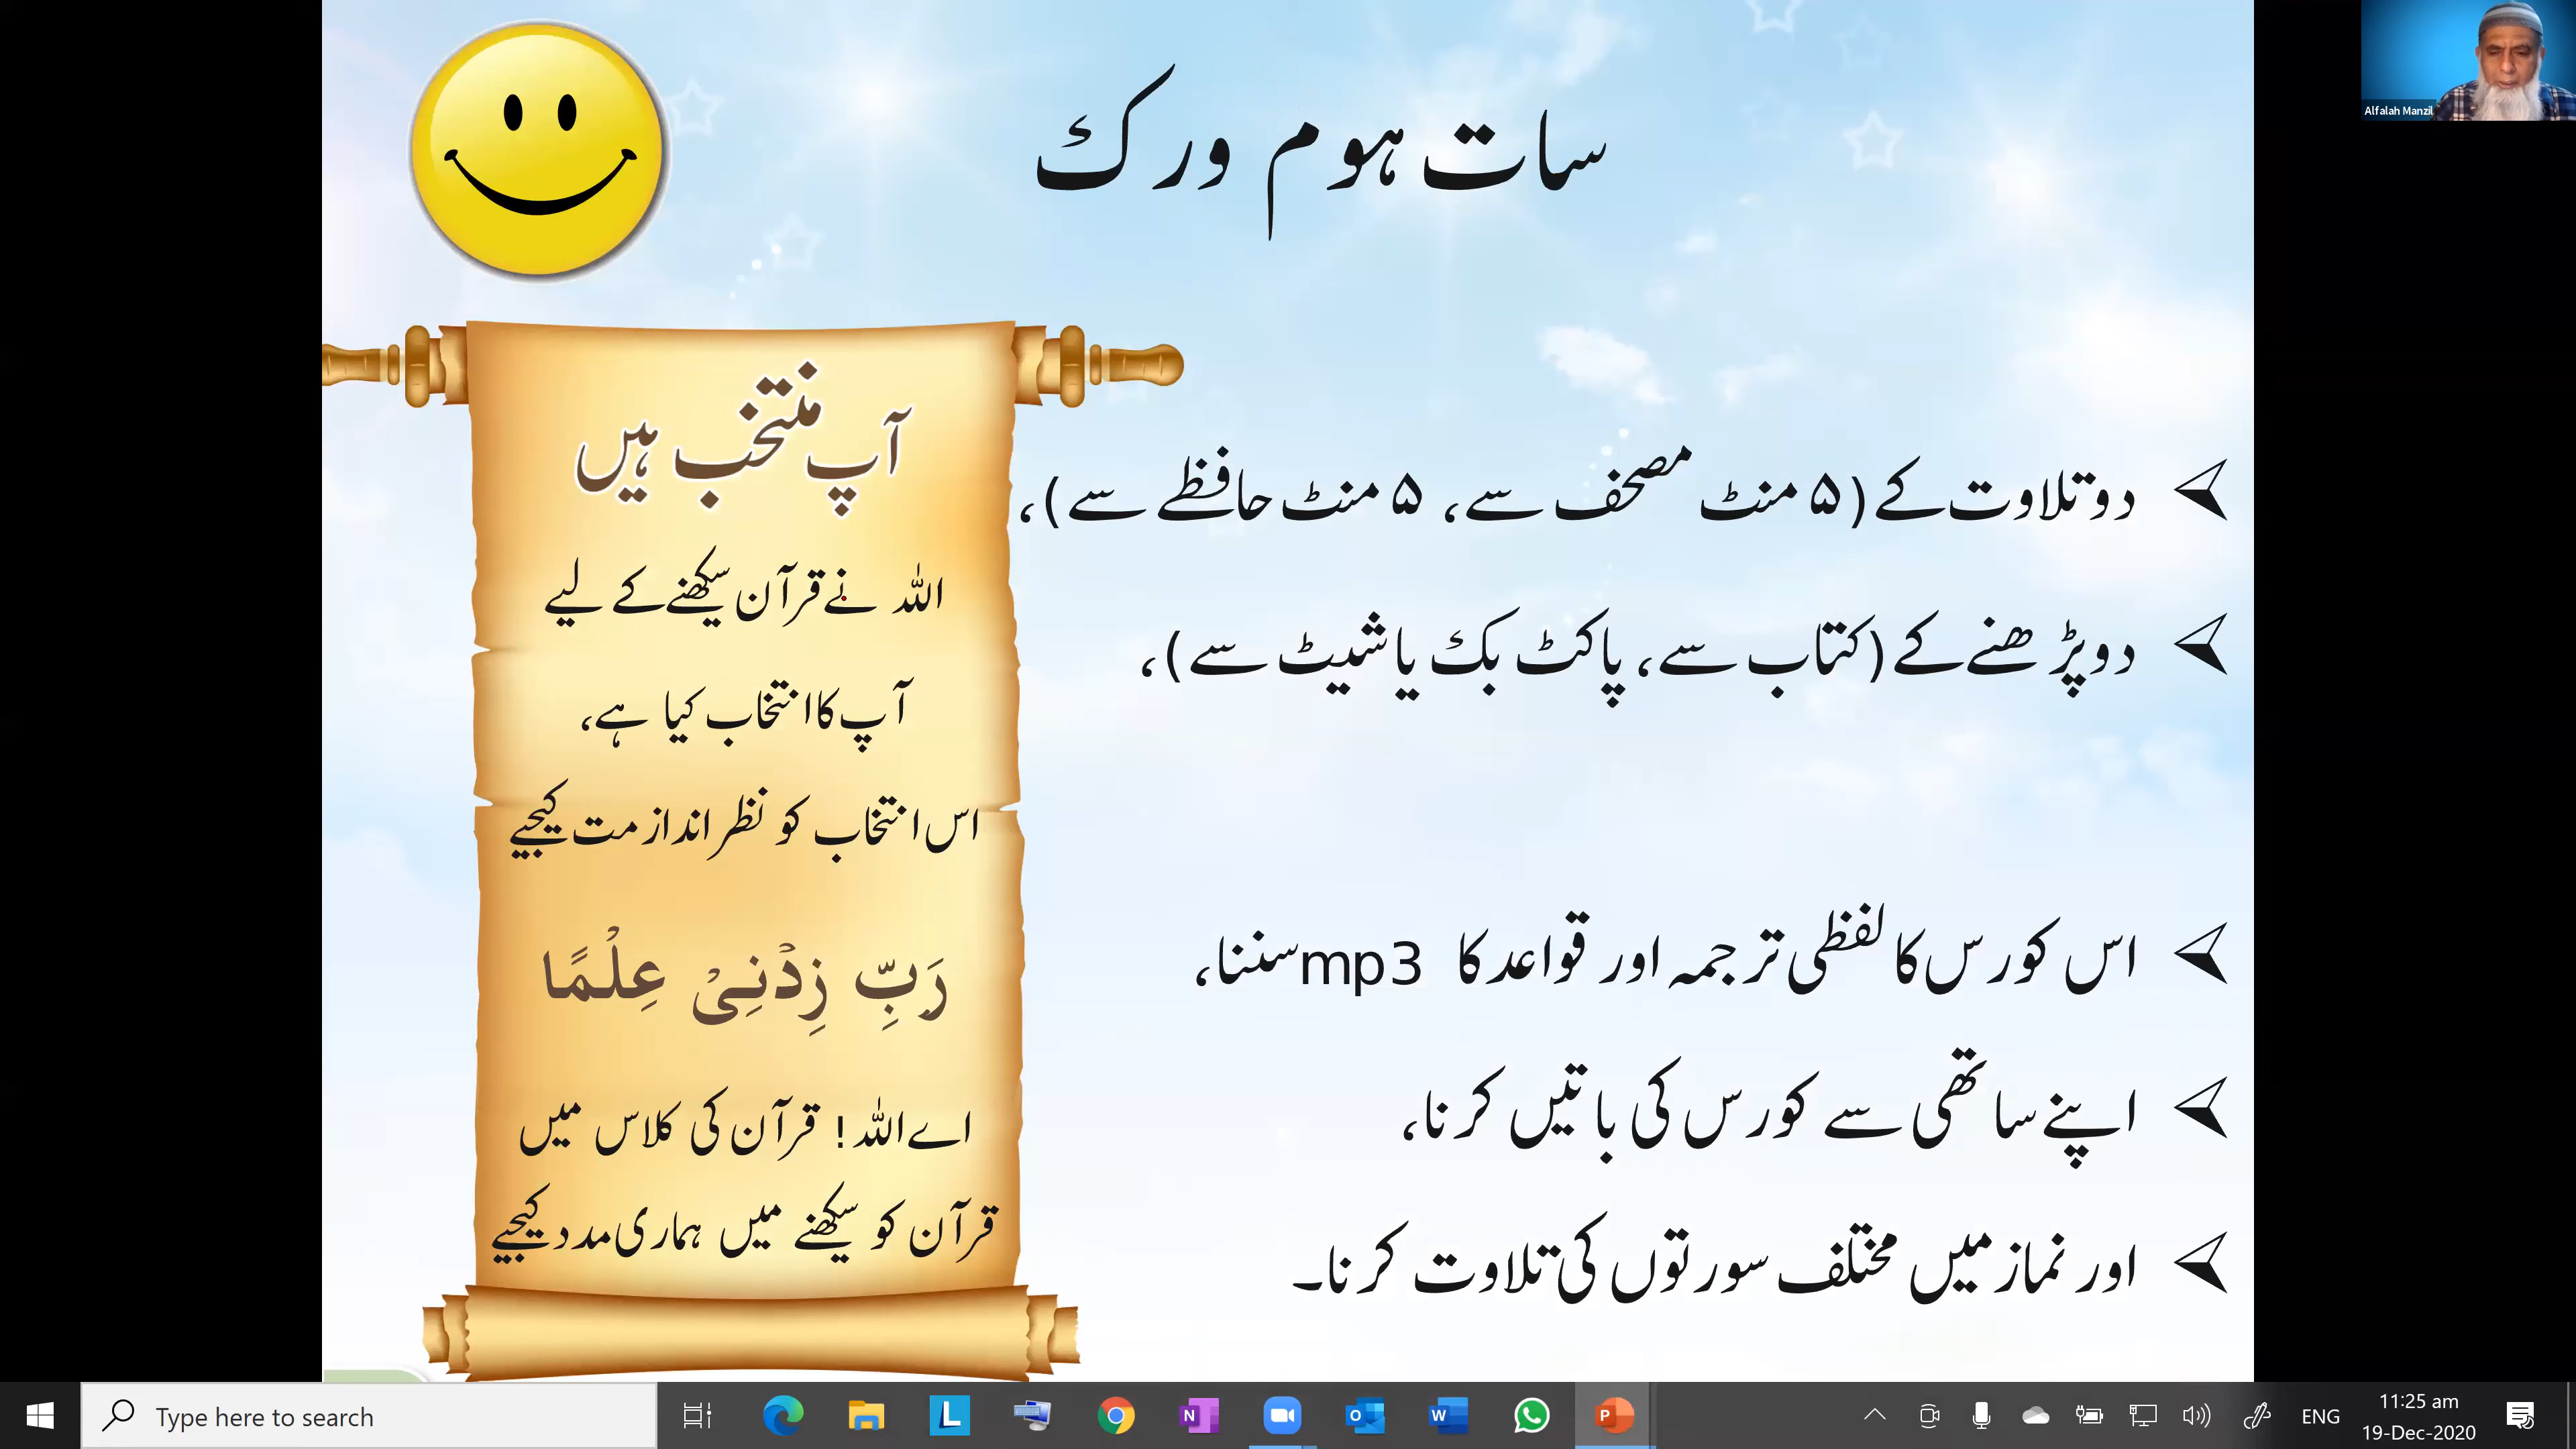 Alfalah Manzil
سات ہوم ورک
آپ منتخب ہیں
اللہ نے قرآن سیکھنے کے لیے
آپ کا انتخاب کیا ہے،
اس انتخاب کو نظر انداز مت کیجیے
رَبِّ زِدْنِیْ عِلْمًا
اے اللہ! قرآن کی کلاس میں
قرآن کو سیکھنے میں ہماری مدد کیجیے
دو تلاوت کے (۵ منٹ مصحف سے، ۵ منٹ حافظے سے)،
دو پڑھنے کے (کتاب سے، پاکٹ بک یا شیٹ سے)،
اس کورس کا لفظی ترجمہ اور قواعد کا mp3 سننا،
اپنے ساتھی سے کورس کی باتیں کرنا،
اور نماز میں مختلف سورتوں کی تلاوت کرنا۔
Type here to search
ENG
11:25 am
19-Dec-2020